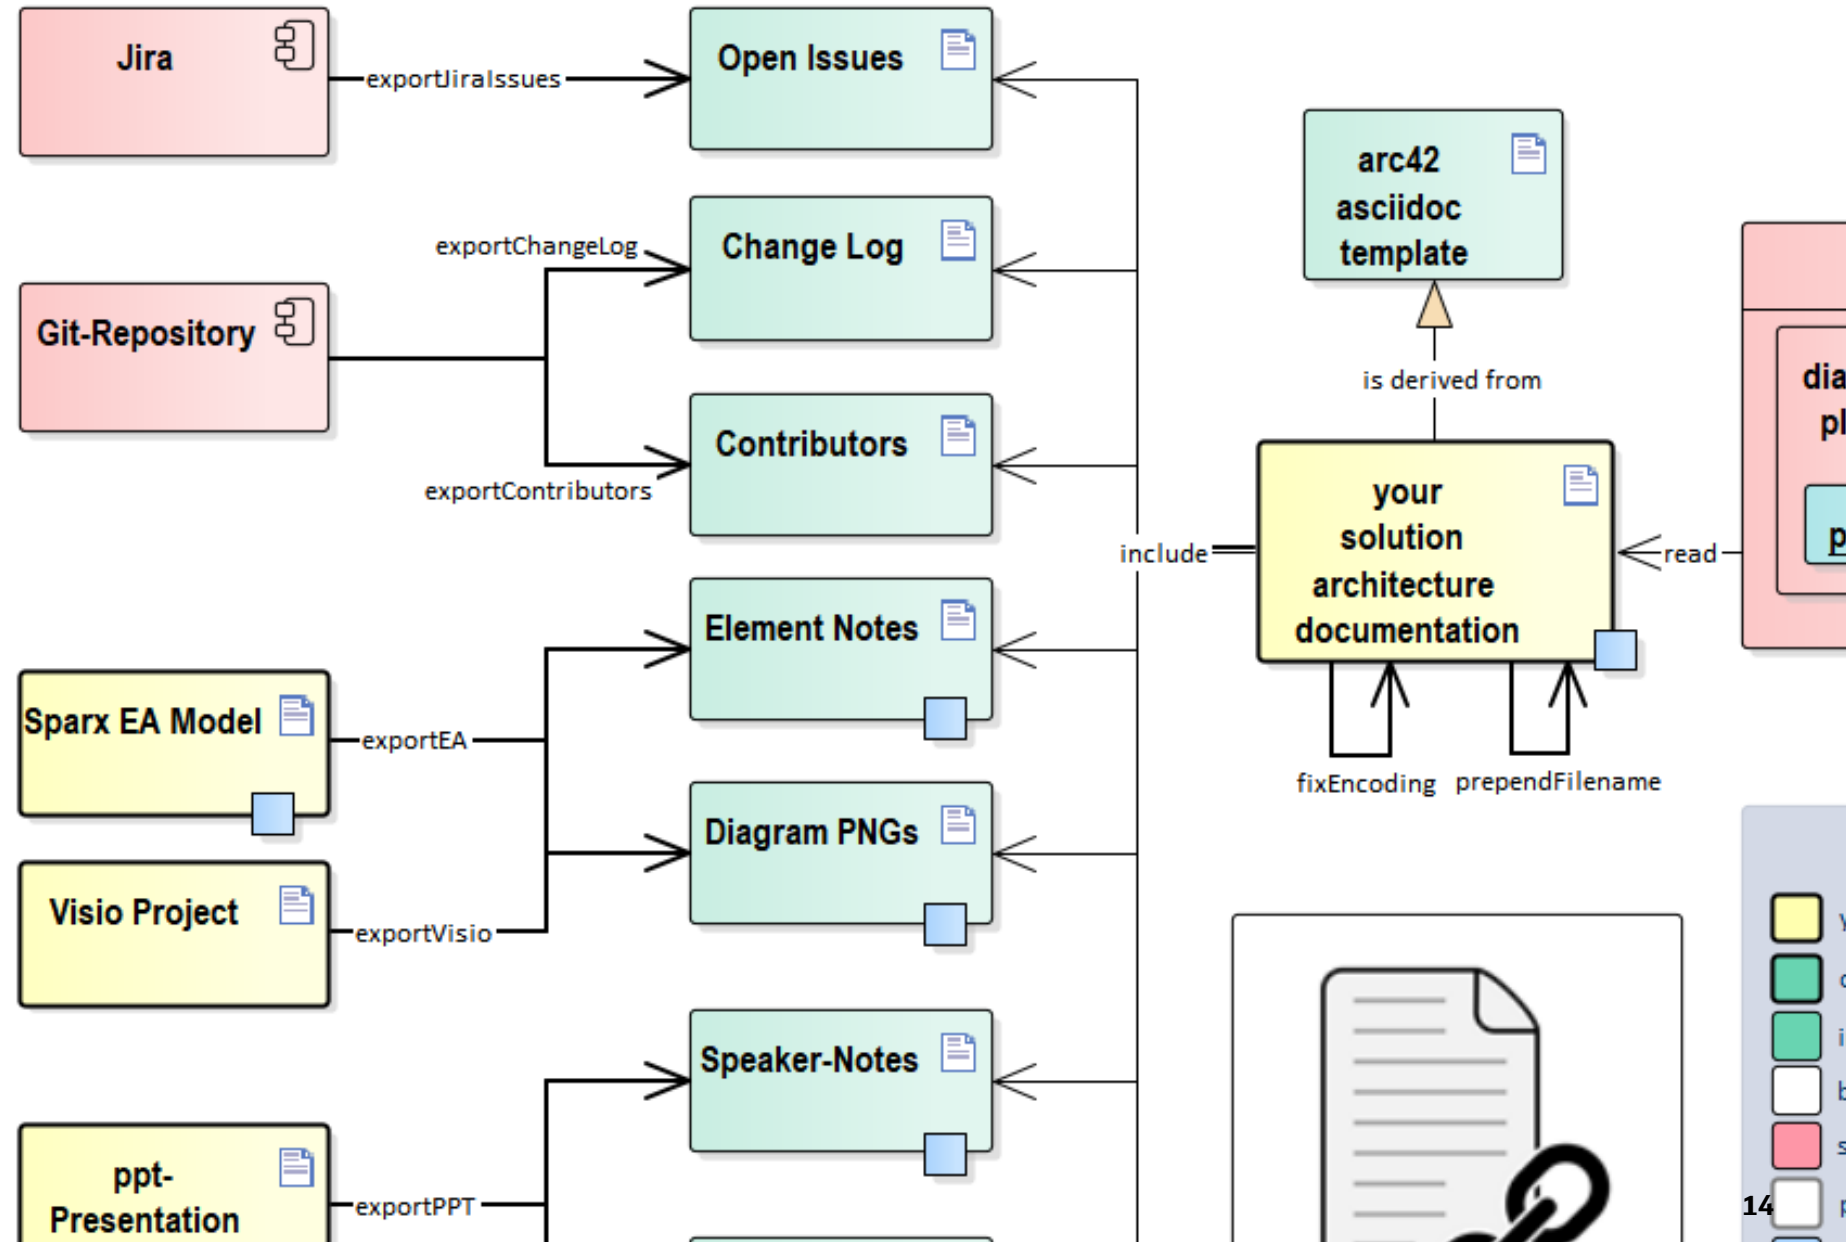 Jira
exportJiraIssues
Open Issues
Git-Repository
exportChangeLog
Change Log
exportContributors
Contributors
Sparx EA Model
exportEA
Element Notes
Visio Project
exportVisio
Diagram PNGs
ppt-
Presentation
exportPPT
Speaker-Notes
include
arc42
asciidoc
template
is derived from
your
solution
architecture
documentation
read
fixEncoding
prependFilename
14